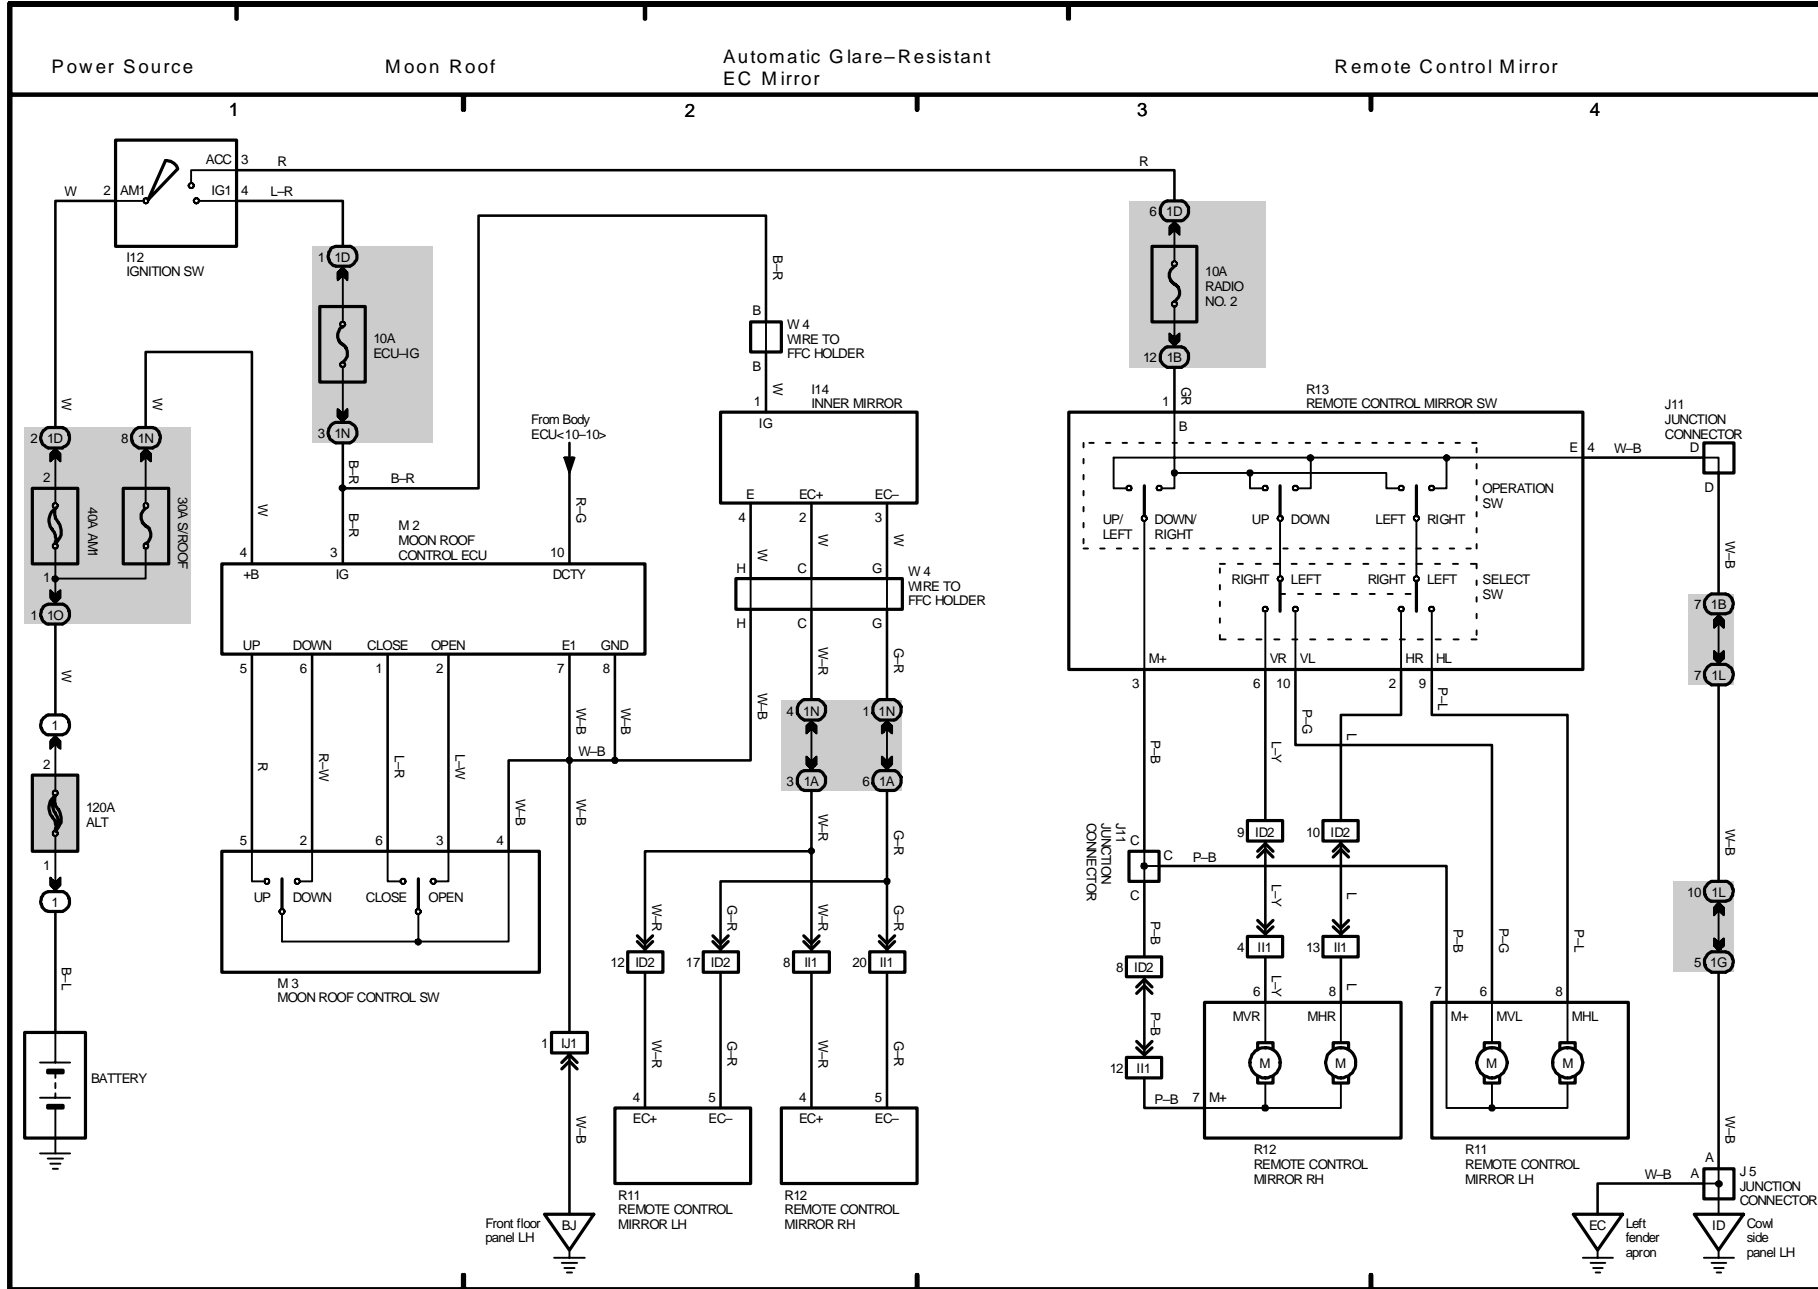 Power Source
Moon Roof
Automatic Glare–Resistant
EC Mirror
Remote Control Mirror
1
2
3
4
ACC 3 R
R
W 2 AM1
IG1 4 L–R
I12
IGNITION SW
1 1D
10A
ECU–IG
3 1N
B–R
B–R
B–R
W
W
2 1D
8 1N
2
40A AM1
30A S/ROOF
1
1 1O
W
W
1
2
120A
ALT
1
1
B–L
BATTERY
From Body
ECU<10–10>
R–G
M 2
MOON ROOF
CONTROL ECU
4 3 10
+B IG DCTY
UP DOWN CLOSE OPEN E1 GND
5 6 1 2 7 8
R
R–W
L–R
L–W
W–B
W–B
W–B
W–B
W–B
W–B
5 2 6 3 4
UP DOWN CLOSE OPEN
M 3
MOON ROOF CONTROL SW
1 IJ1
W–B
Front floor
panel LH
BJ
B–R
B
W 4
WIRE TO
FFC HOLDER
B
W
1
I14
INNER MIRROR
IG
E EC+ EC–
4 2 3
W W W
H C G
W 4
WIRE TO
FFC HOLDER
H C G
W–R
G–R
4 1N
1 1N
3 1A
6 1A
W–R
G–R
W–R G–R W–R G–R
12 ID2
17 ID2
8 II1
20 II1
W–R G–R W–R G–R
4 5 4 5
EC+ EC– EC+ EC–
R11
REMOTE CONTROL
MIRROR LH
R12
REMOTE CONTROL
MIRROR RH
6 1D
10A
RADIO
NO. 2
12 1B
GR
1
R13
REMOTE CONTROL MIRROR SW
B
E 4 W–B
J11
JUNCTION
CONNECTOR
D
D
OPERATION
SW
UP/
LEFT
DOWN/
RIGHT
UP DOWN
LEFT RIGHT
RIGHT LEFT
RIGHT LEFT
SELECT
SW
M+ VR VL HR HL
3 6 10 2 9
P–B
L–Y
P–G
L
P–L
9 ID2
10 ID2
J11
JUNCTION
CONNECTOR
C
C P–B
C
P–B
L–Y
L
P–B
P–G
P–L
4 II1
13 II1
8 ID2
P–B
L–Y
L
12 II1
P–B 7 M+
6 8 7 6 8
MVR MHR M+ MVL MHL
M M M M
R12
REMOTE CONTROL
MIRROR RH
R11
REMOTE CONTROL
MIRROR LH
W–B
7 1B
7 1L
W–B
10 1L
5 1G
W–B
A
W–B A
J 5
JUNCTION
CONNECTOR
EC
Left
fender
apron
ID
Cowl
side
panel LH